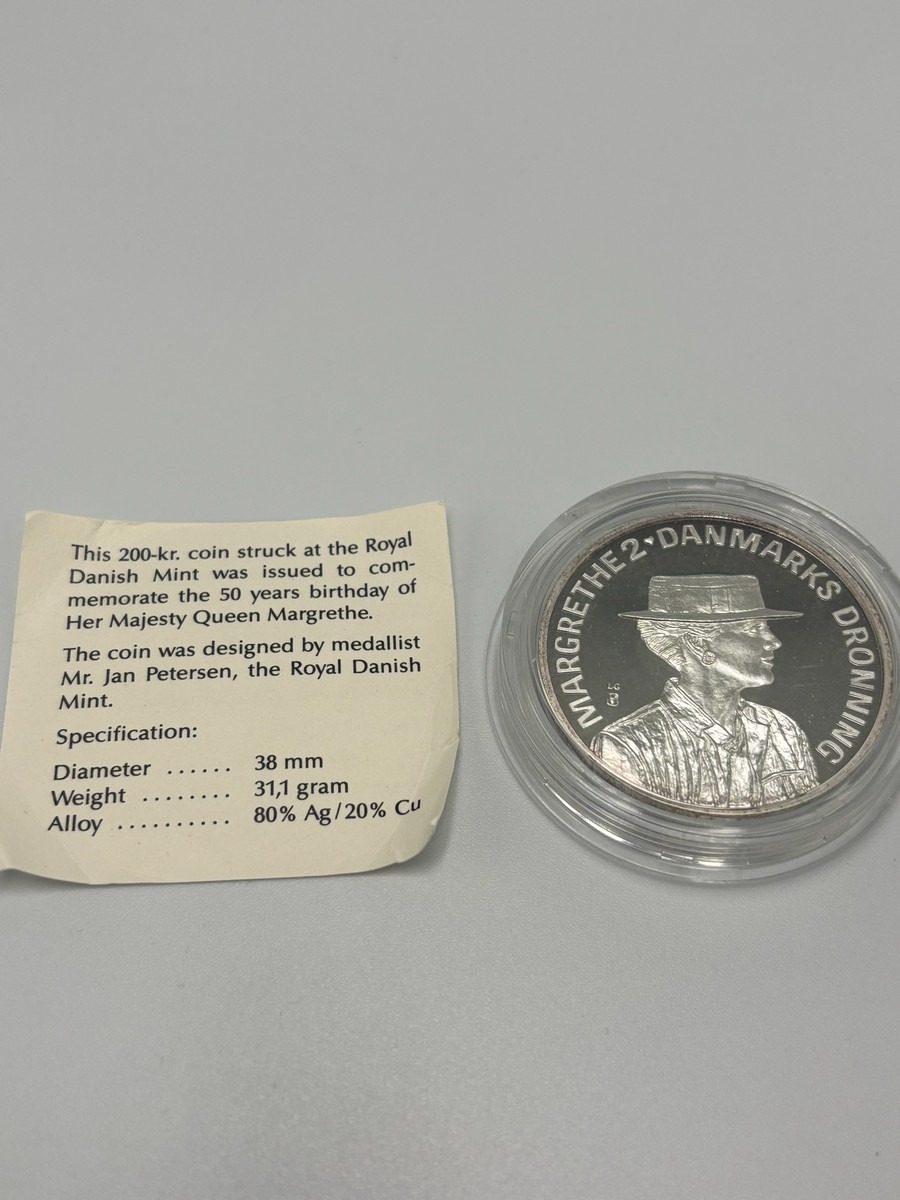 This 200-kr. coin struck at the Royal
Danish Mint was issued to com-
memorate the 50 years birthday of
Her Majesty Queen Margrethe.
The coin was designed by medallist
Mr. Jan Petersen, the Royal Danish
Mint.
Specification:
Diameter ...... 38 mm
Weight ........ 31,1 gram
Alloy .......... 80% Ag/20% Cu
MARGRETHE 2 · DANMARKS DRONNING
LG